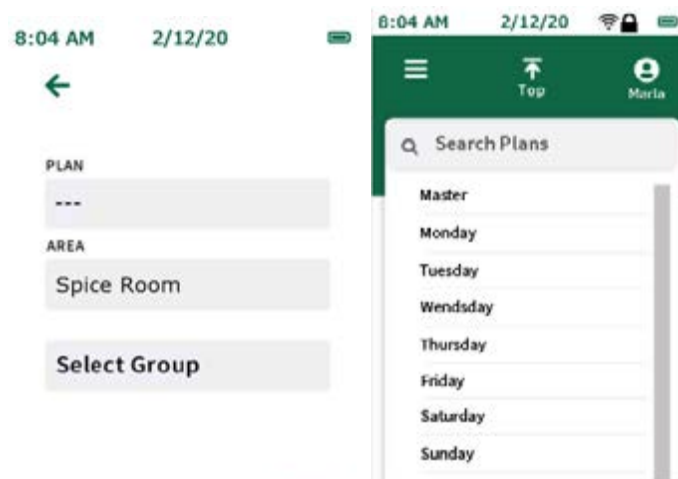 8:04 AM 2/12/20
PLAN
---
AREA
Spice Room
Select Group
8:04 AM 2/12/20
Top
Maria
Search Plans
Master
Monday
Tuesday
Wendsday
Thursday
Friday
Saturday
Sunday